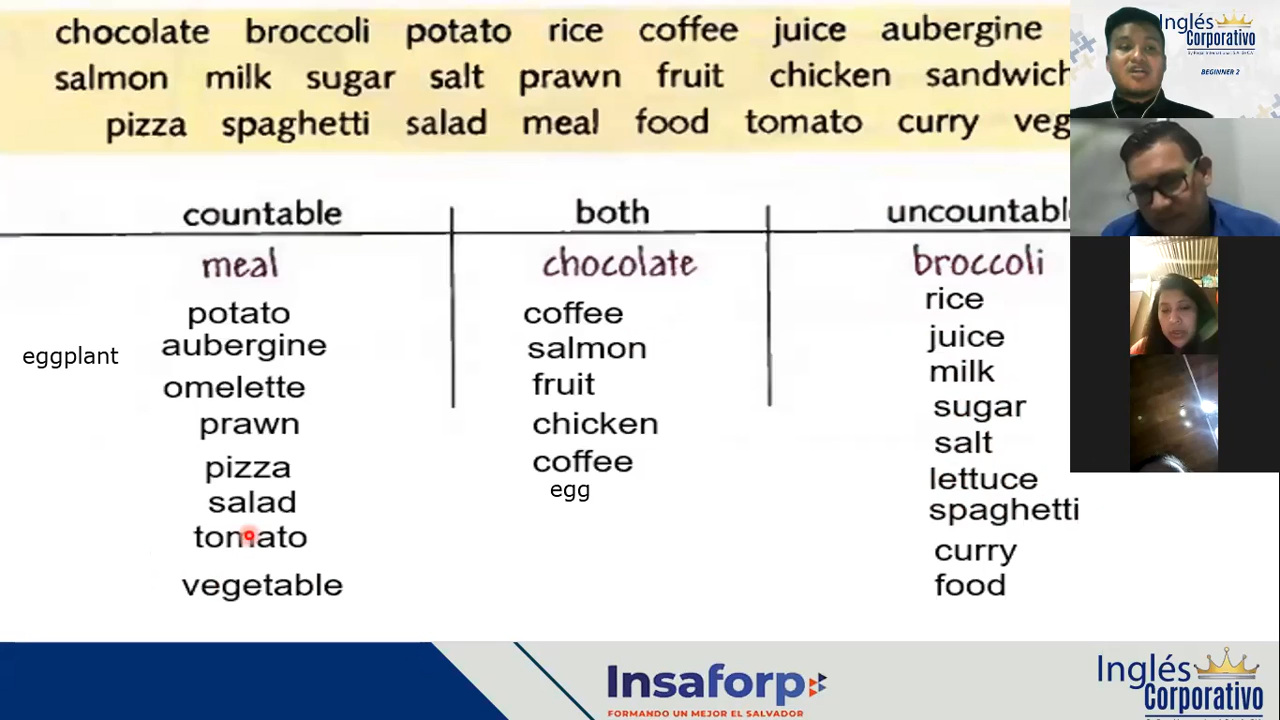 chocolate broccoli potato rice coffee juice aubergine
salmon milk sugar salt prawn fruit chicken sandwich
pizza spaghetti salad meal food tomato curry veg
countable both uncountabl
meal chocolate broccoli
potato coffee rice
eggplant aubergine salmon juice
omelette fruit milk
prawn chicken sugar
pizza coffee salt
salad egg lettuce
tomato spaghetti
vegetable curry
food
Inglés
Corporativo
BEGINNER 2
Insaforp
FORMANDO UN MEJOR EL SALVADOR
Inglés
Corporativo